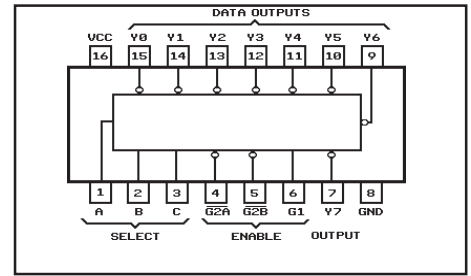 DATA OUTPUTS
VCC Y0 Y1 Y2 Y3 Y4 Y5 Y6
16 15 14 13 12 11 10 9
1 2 3 4 5 6 7 8
A B C G2A G2B G1 Y7 GND
SELECT ENABLE OUTPUT